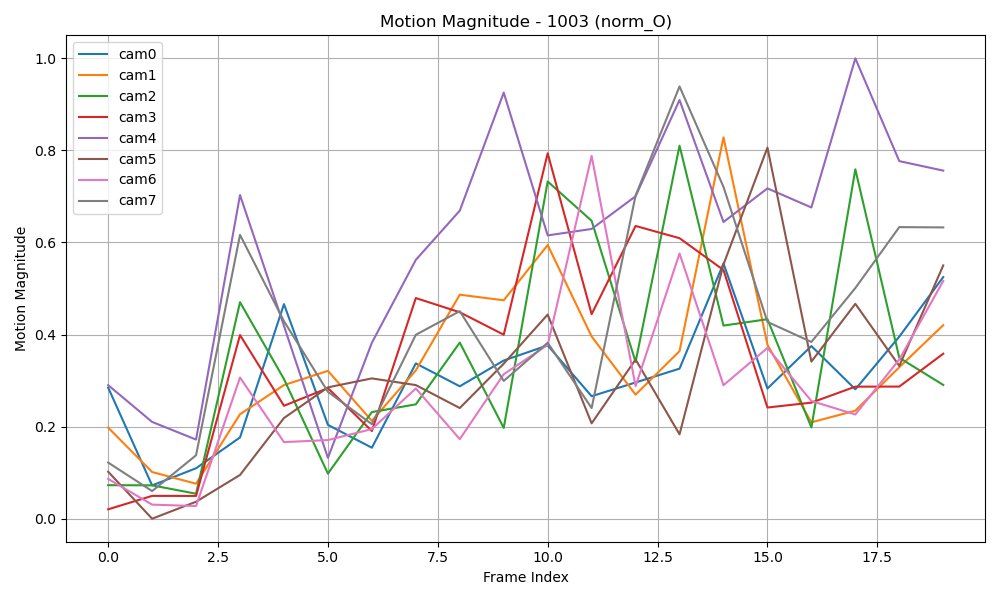 Motion Magnitude - 1003 (norm_O)
cam0
cam1
cam2
cam3
cam4
cam5
cam6
cam7
Motion Magnitude
1.0
0.8
0.6
0.4
0.2
0.0
0.0 2.5 5.0 7.5 10.0 12.5 15.0 17.5
Frame Index